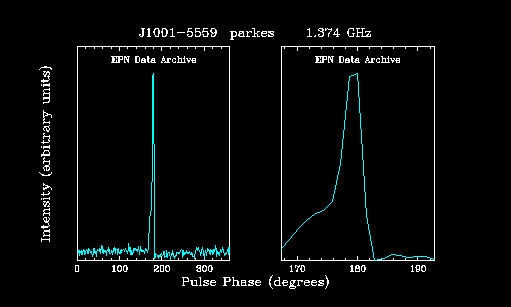 J1001-5559 parkes 1.374 GHz
EPN Data Archive EPN Data Archive
Intensity (arbitrary units)
0 100 200 300 170 180 190
Pulse Phase (degrees)